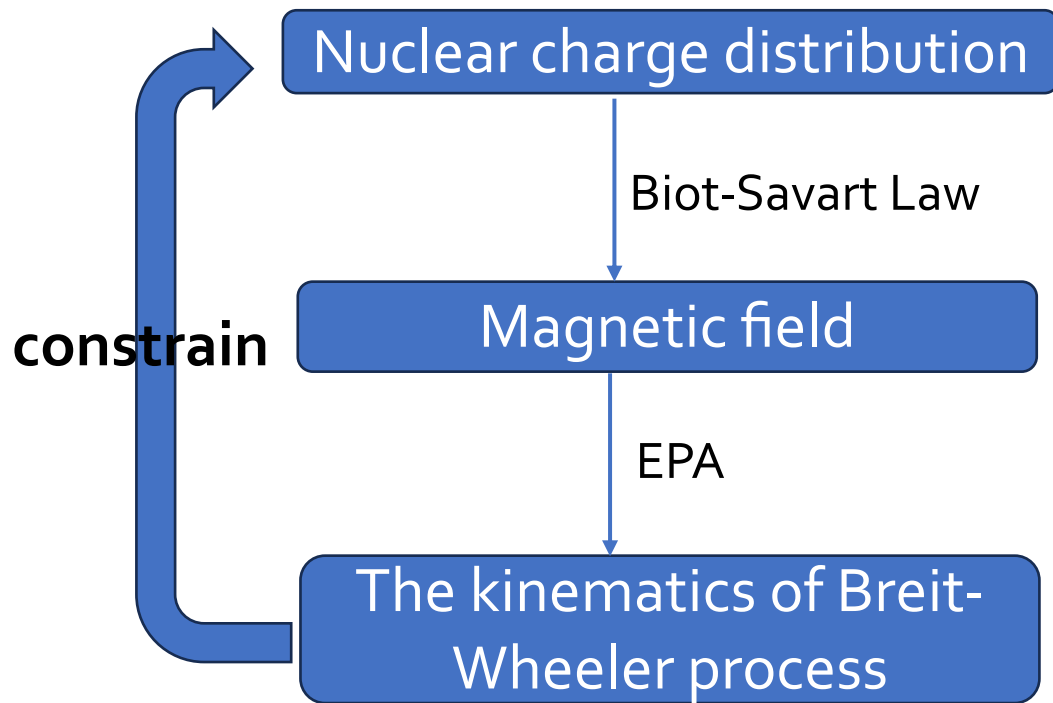 Nuclear charge distribution
Biot-Savart Law
Magnetic field
constrain
EPA
The kinematics of Breit-
Wheeler process